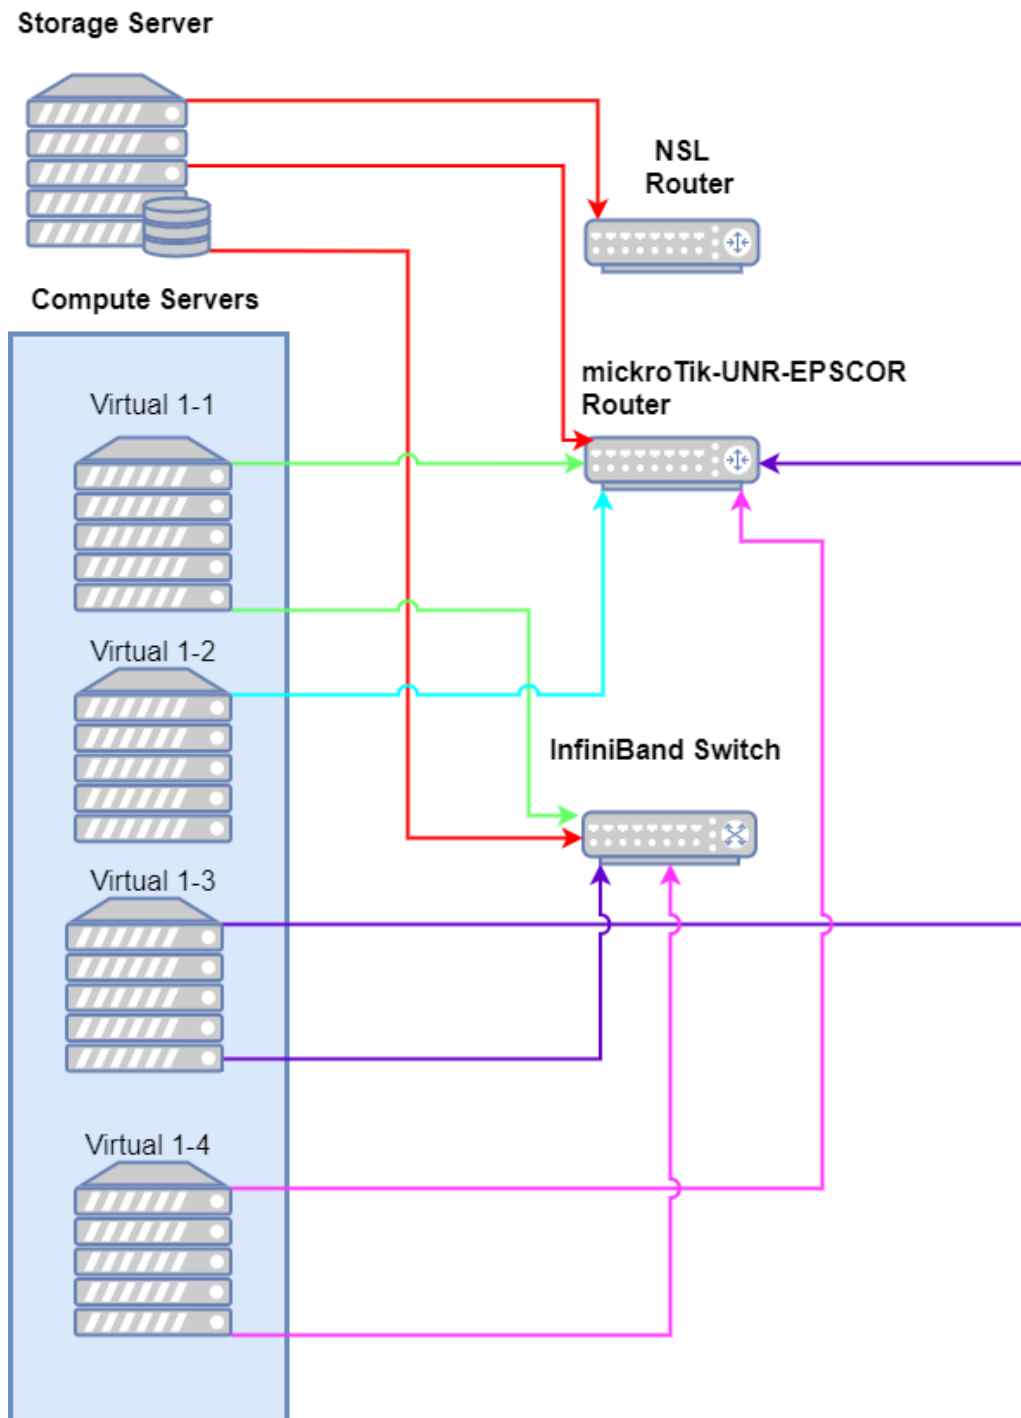 Storage Server
NSL
Router
Compute Servers
mickroTik-UNR-EPSCOR
Router
Virtual 1-1
Virtual 1-2
InfiniBand Switch
Virtual 1-3
Virtual 1-4